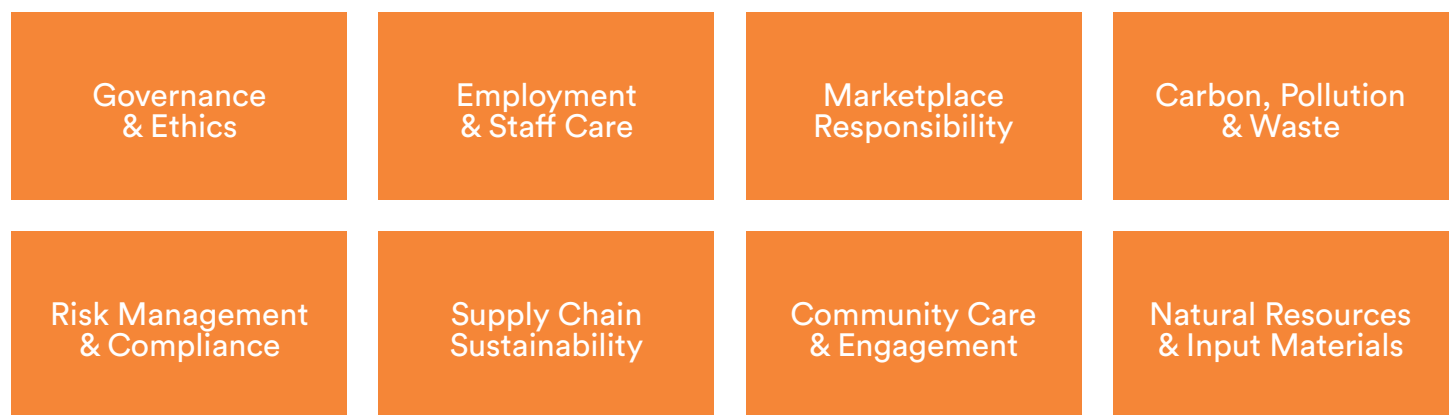 Governance
& Ethics
Employment
& Staff Care
Marketplace
Responsibility
Carbon, Pollution
& Waste
Risk Management
& Compliance
Supply Chain
Sustainability
Community Care
& Engagement
Natural Resources
& Input Materials